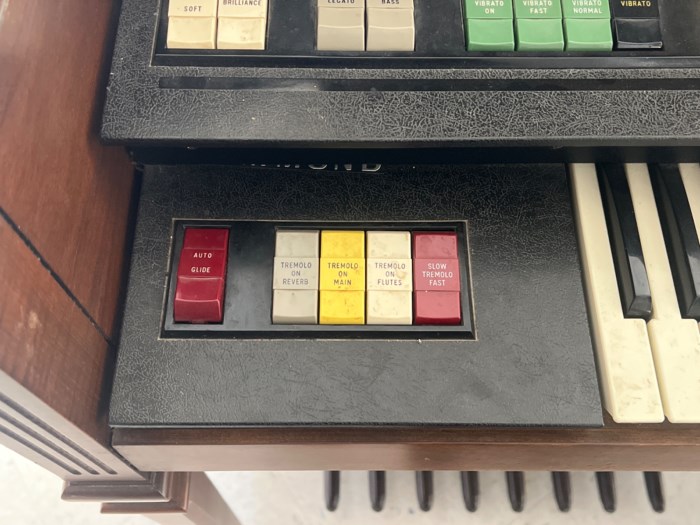 SOFT
BRILLIANCE
LEGATO
BASS
VIBRATO
ON
VIBRATO
FAST
VIBRATO
NORMAL
VIBRATO
AUTO
GLIDE
TREMOLO
ON
REVERB
TREMOLO
ON
MAIN
TREMOLO
ON
FLUTES
SLOW
TREMOLO
FAST